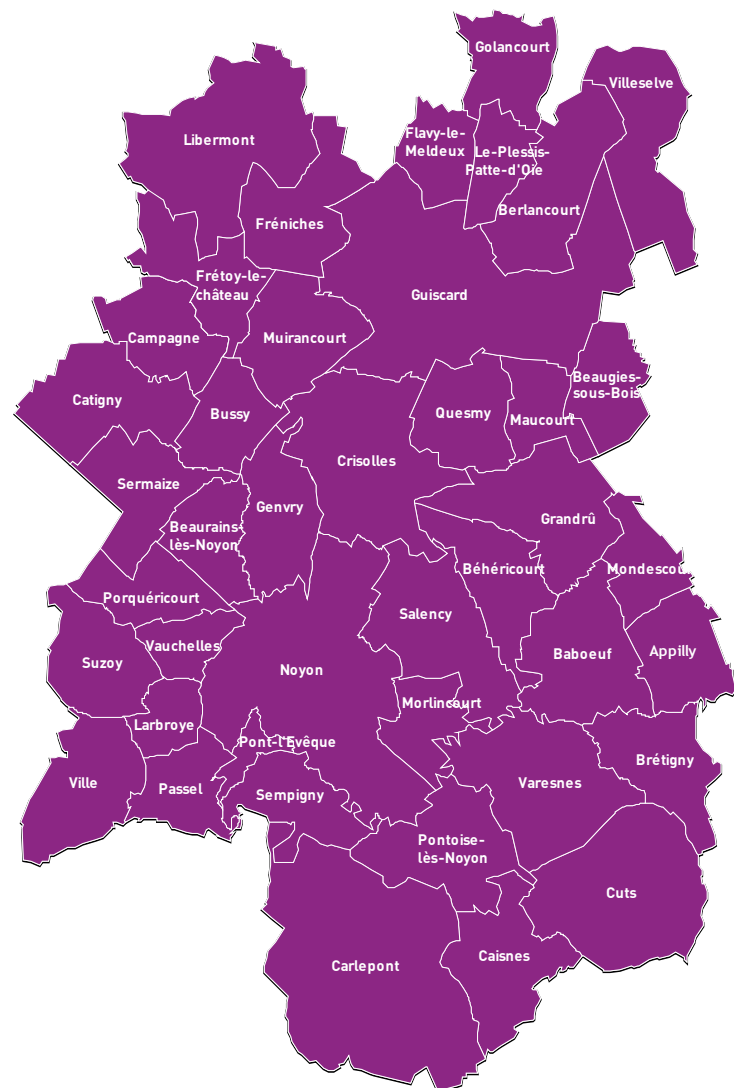 Golancourt
Villeselve
Libermont
Flavy-le-
Meldeux
Le-Plessis-
Patte-d'Oie
Berlancourt
Fréniches
Frétoy-le-
château
Guiscard
Campagne
Muirancourt
Beaugies-
sous-Bois
Catigny
Bussy
Quesmy
Maucourt
Crisolles
Sermaize
Genvry
Grandrû
Beaurains-
lès-Noyon
Béhéricourt
Mondescou
Porquéricourt
Salency
Vauchelles
Baboeuf
Appilly
Suzoy
Noyon
Morlincourt
Larbroye
Pont-l'Evêque
Brétigny
Ville
Passel
Sempigny
Varesnes
Pontoise-
lès-Noyon
Cuts
Caisnes
Carlepont